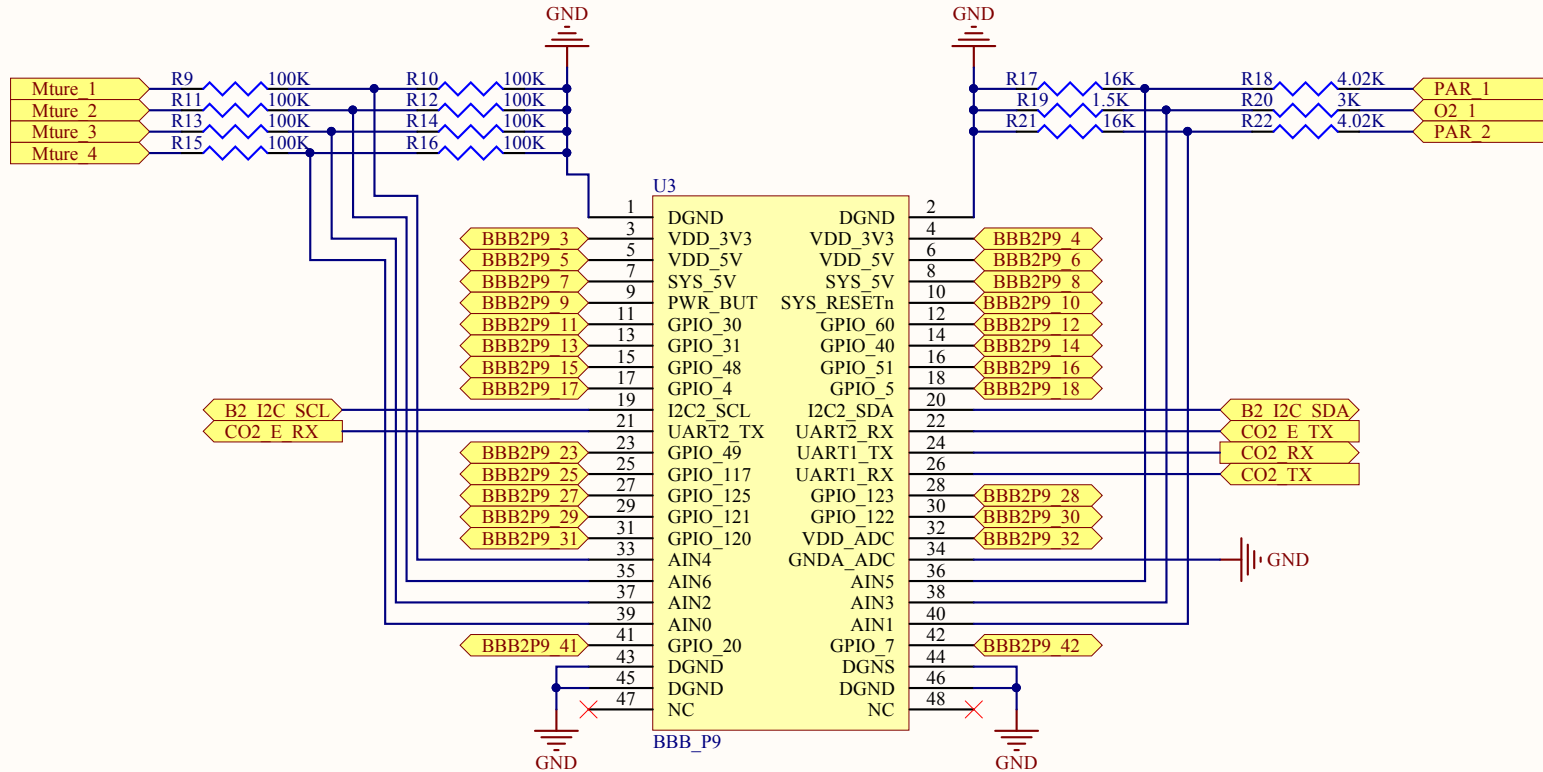 GND GND
R9 100K R10 100K R17 16K R18 4.02K
Mture_1 PAR_1
R11 100K R12 100K R19 1.5K R20 3K
Mture_2 O2_1
R13 100K R14 100K R21 16K R22 4.02K
Mture_3 PAR_2
R15 100K R16 100K
Mture_4
U3
1 DGND DGND 2
BBB2P9_3 3 VDD_3V3 VDD_3V3 4 BBB2P9_4
BBB2P9_5 5 VDD_5V VDD_5V 6 BBB2P9_6
BBB2P9_7 7 SYS_5V SYS_5V 8 BBB2P9_8
BBB2P9_9 9 PWR_BUT SYS_RESETn 10 BBB2P9_10
BBB2P9_11 11 GPIO_30 GPIO_60 12 BBB2P9_12
BBB2P9_13 13 GPIO_31 GPIO_40 14 BBB2P9_14
BBB2P9_15 15 GPIO_48 GPIO_51 16 BBB2P9_16
BBB2P9_17 17 GPIO_4 GPIO_5 18 BBB2P9_18
B2_I2C_SCL 19 I2C2_SCL I2C2_SDA 20 B2_I2C_SDA
CO2_E_RX 21 UART2_TX UART2_RX 22 CO2_E_TX
BBB2P9_23 23 GPIO_49 UART1_TX 24 CO2_RX
BBB2P9_25 25 GPIO_117 UART1_RX 26 CO2_TX
BBB2P9_27 27 GPIO_125 GPIO_123 28 BBB2P9_28
BBB2P9_29 29 GPIO_121 GPIO_122 30 BBB2P9_30
BBB2P9_31 31 GPIO_120 VDD_ADC 32 BBB2P9_32
33 AIN4 GNDA_ADC 34 GND
35 AIN6 AIN5 36
37 AIN2 AIN3 38
39 AIN0 AIN1 40
BBB2P9_41 41 GPIO_20 GPIO_7 42 BBB2P9_42
43 DGND DGNS 44
45 DGND DGND 46
47 NC NC 48
BBB_P9
GND GND